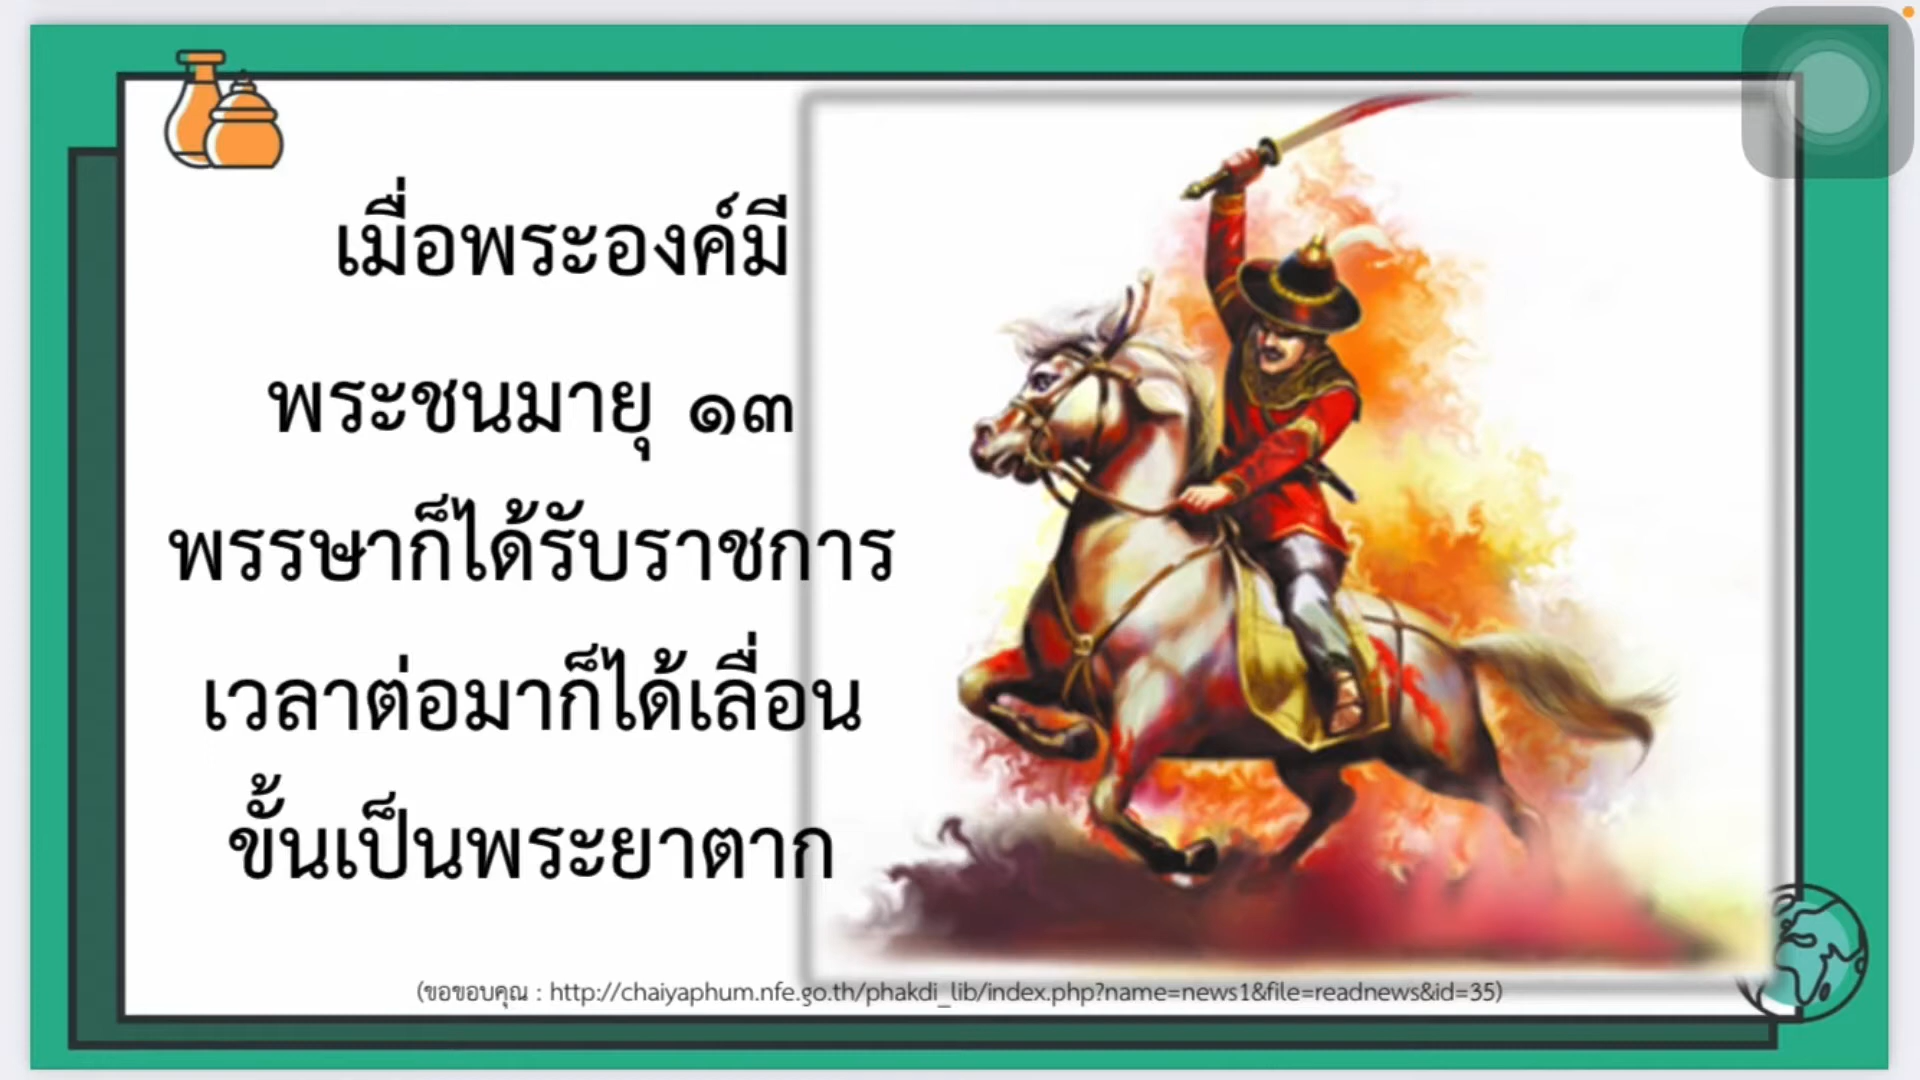 เมื่อพระองค์มี
พระชนมายุ ๑๓
พรรษาก็ได้รับราชการ
เวลาต่อมาก็ได้เลื่อน
ขั้นเป็นพระยาตาก
(ขอขอบคุณ : http://chaiyaphum.nfe.go.th/phakdi_lib/index.php?name=news1&file=readnews&id=35)